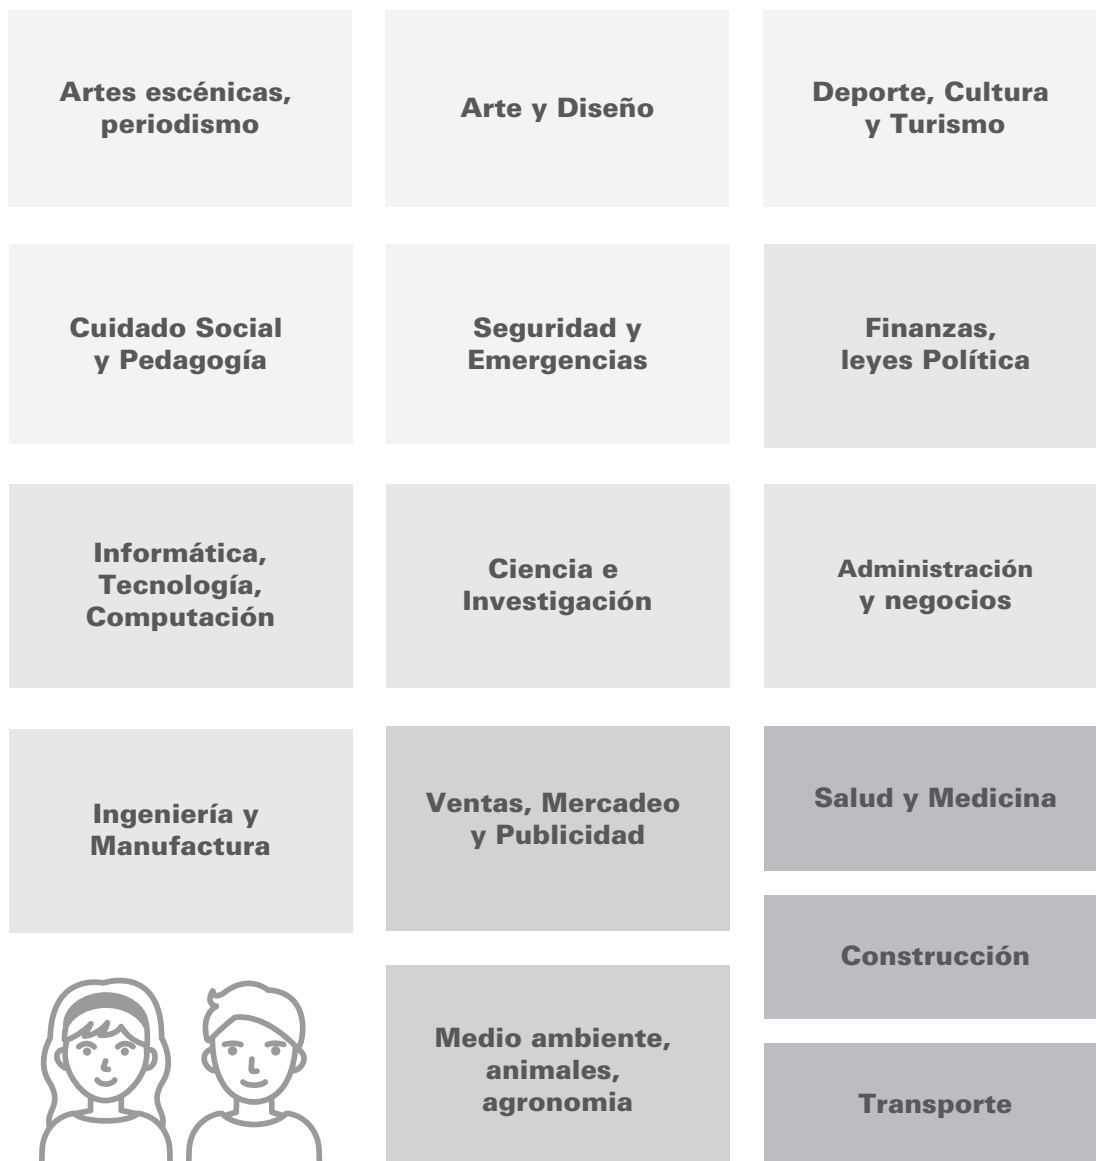 Artes escénicas,
periodismo
Arte y Diseño
Deporte, Cultura
y Turismo
Cuidado Social
y Pedagogía
Seguridad y
Emergencias
Finanzas,
leyes Política
Informática,
Tecnología,
Computación
Ciencia e
Investigación
Administración
y negocios
Ingeniería y
Manufactura
Ventas, Mercadeo
y Publicidad
Salud y Medicina
Construcción
Medio ambiente,
animales,
agronomia
Transporte